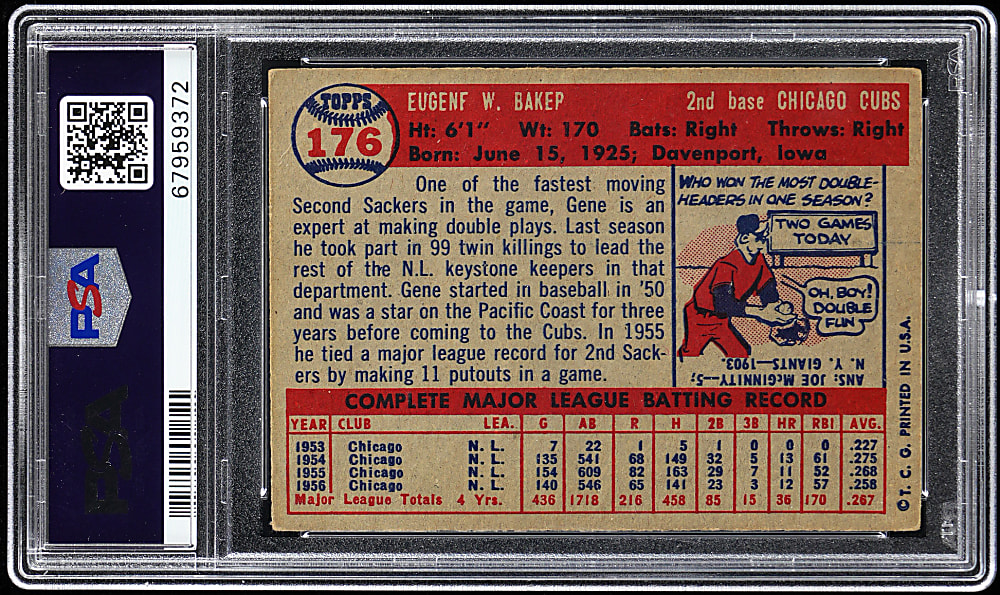 67959372
PSA
PSA
TOPPS
176
EUGENF W. BAKEP 2nd base CHICAGO CUBS
Ht: 6'1" Wt: 170 Bats: Right Throws: Right
Born: June 15, 1925; Davenport, Iowa
One of the fastest moving
Second Sackers in the game, Gene is an
expert at making double plays. Last season
he took part in 99 twin killings to lead the
rest of the N.L. keystone keepers in that
department. Gene started in baseball in '50
and was a star on the Pacific Coast for three
years before coming to the Cubs. In 1955
he tied a major league record for 2nd Sack-
ers by making 11 putouts in a game.
WHO WON THE MOST DOUBLE-
HEADERS IN ONE SEASON?
TWO GAMES
TODAY
OH, BOY!
DOUBLE
FUN
ANS: JOE McGINNITY—5;
N. Y. GIANTS—1903.
COMPLETE MAJOR LEAGUE BATTING RECORD
YEAR CLUB LEA. G AB R H 2B 3B HR RBI AVG.
1953 Chicago N. L. 7 22 1 5 1 0 0 0 .227
1954 Chicago N. L. 135 541 68 149 32 5 13 61 .275
1955 Chicago N. L. 154 609 82 163 29 7 11 52 .268
1956 Chicago N. L. 140 546 65 141 23 3 12 57 .258
Major League Totals 4 Yrs. 436 1718 216 458 85 15 36 170 .267
© T. C. G. PRINTED IN U.S.A.